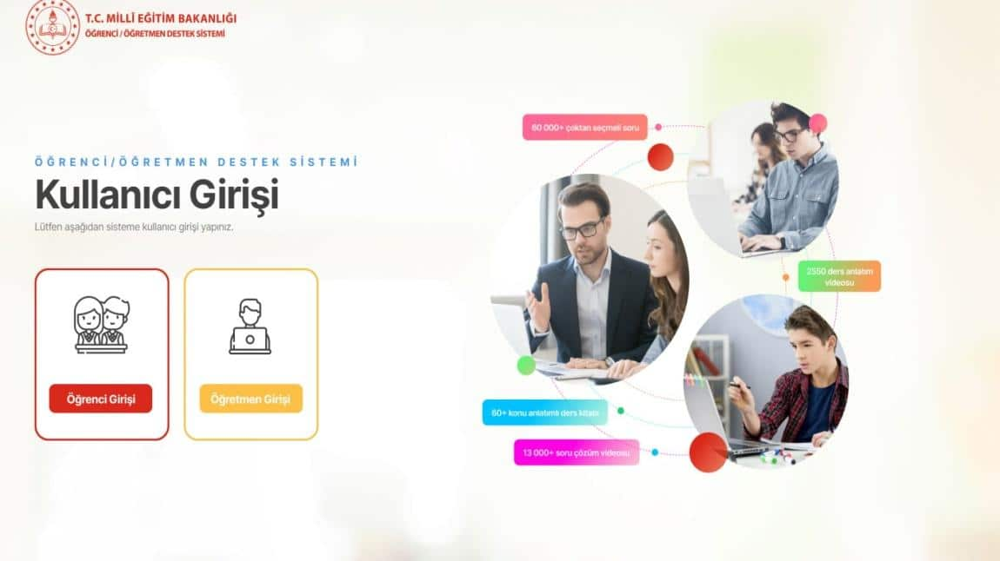 T.C. MİLLÎ EĞİTİM BAKANLIĞI
ÖĞRENCİ / ÖĞRETMEN DESTEK SİSTEMİ
ÖĞRENCİ/ÖĞRETMEN DESTEK SİSTEMİ
Kullanıcı Girişi
Lütfen aşağıdan sisteme kullanıcı girişi yapınız.
Öğrenci Girişi
Öğretmen Girişi
60 000+ çoktan seçmeli soru
2550 ders anlatım
videosu
60+ konu anlatımlı ders kitabı
13 000+ soru çözüm videosu